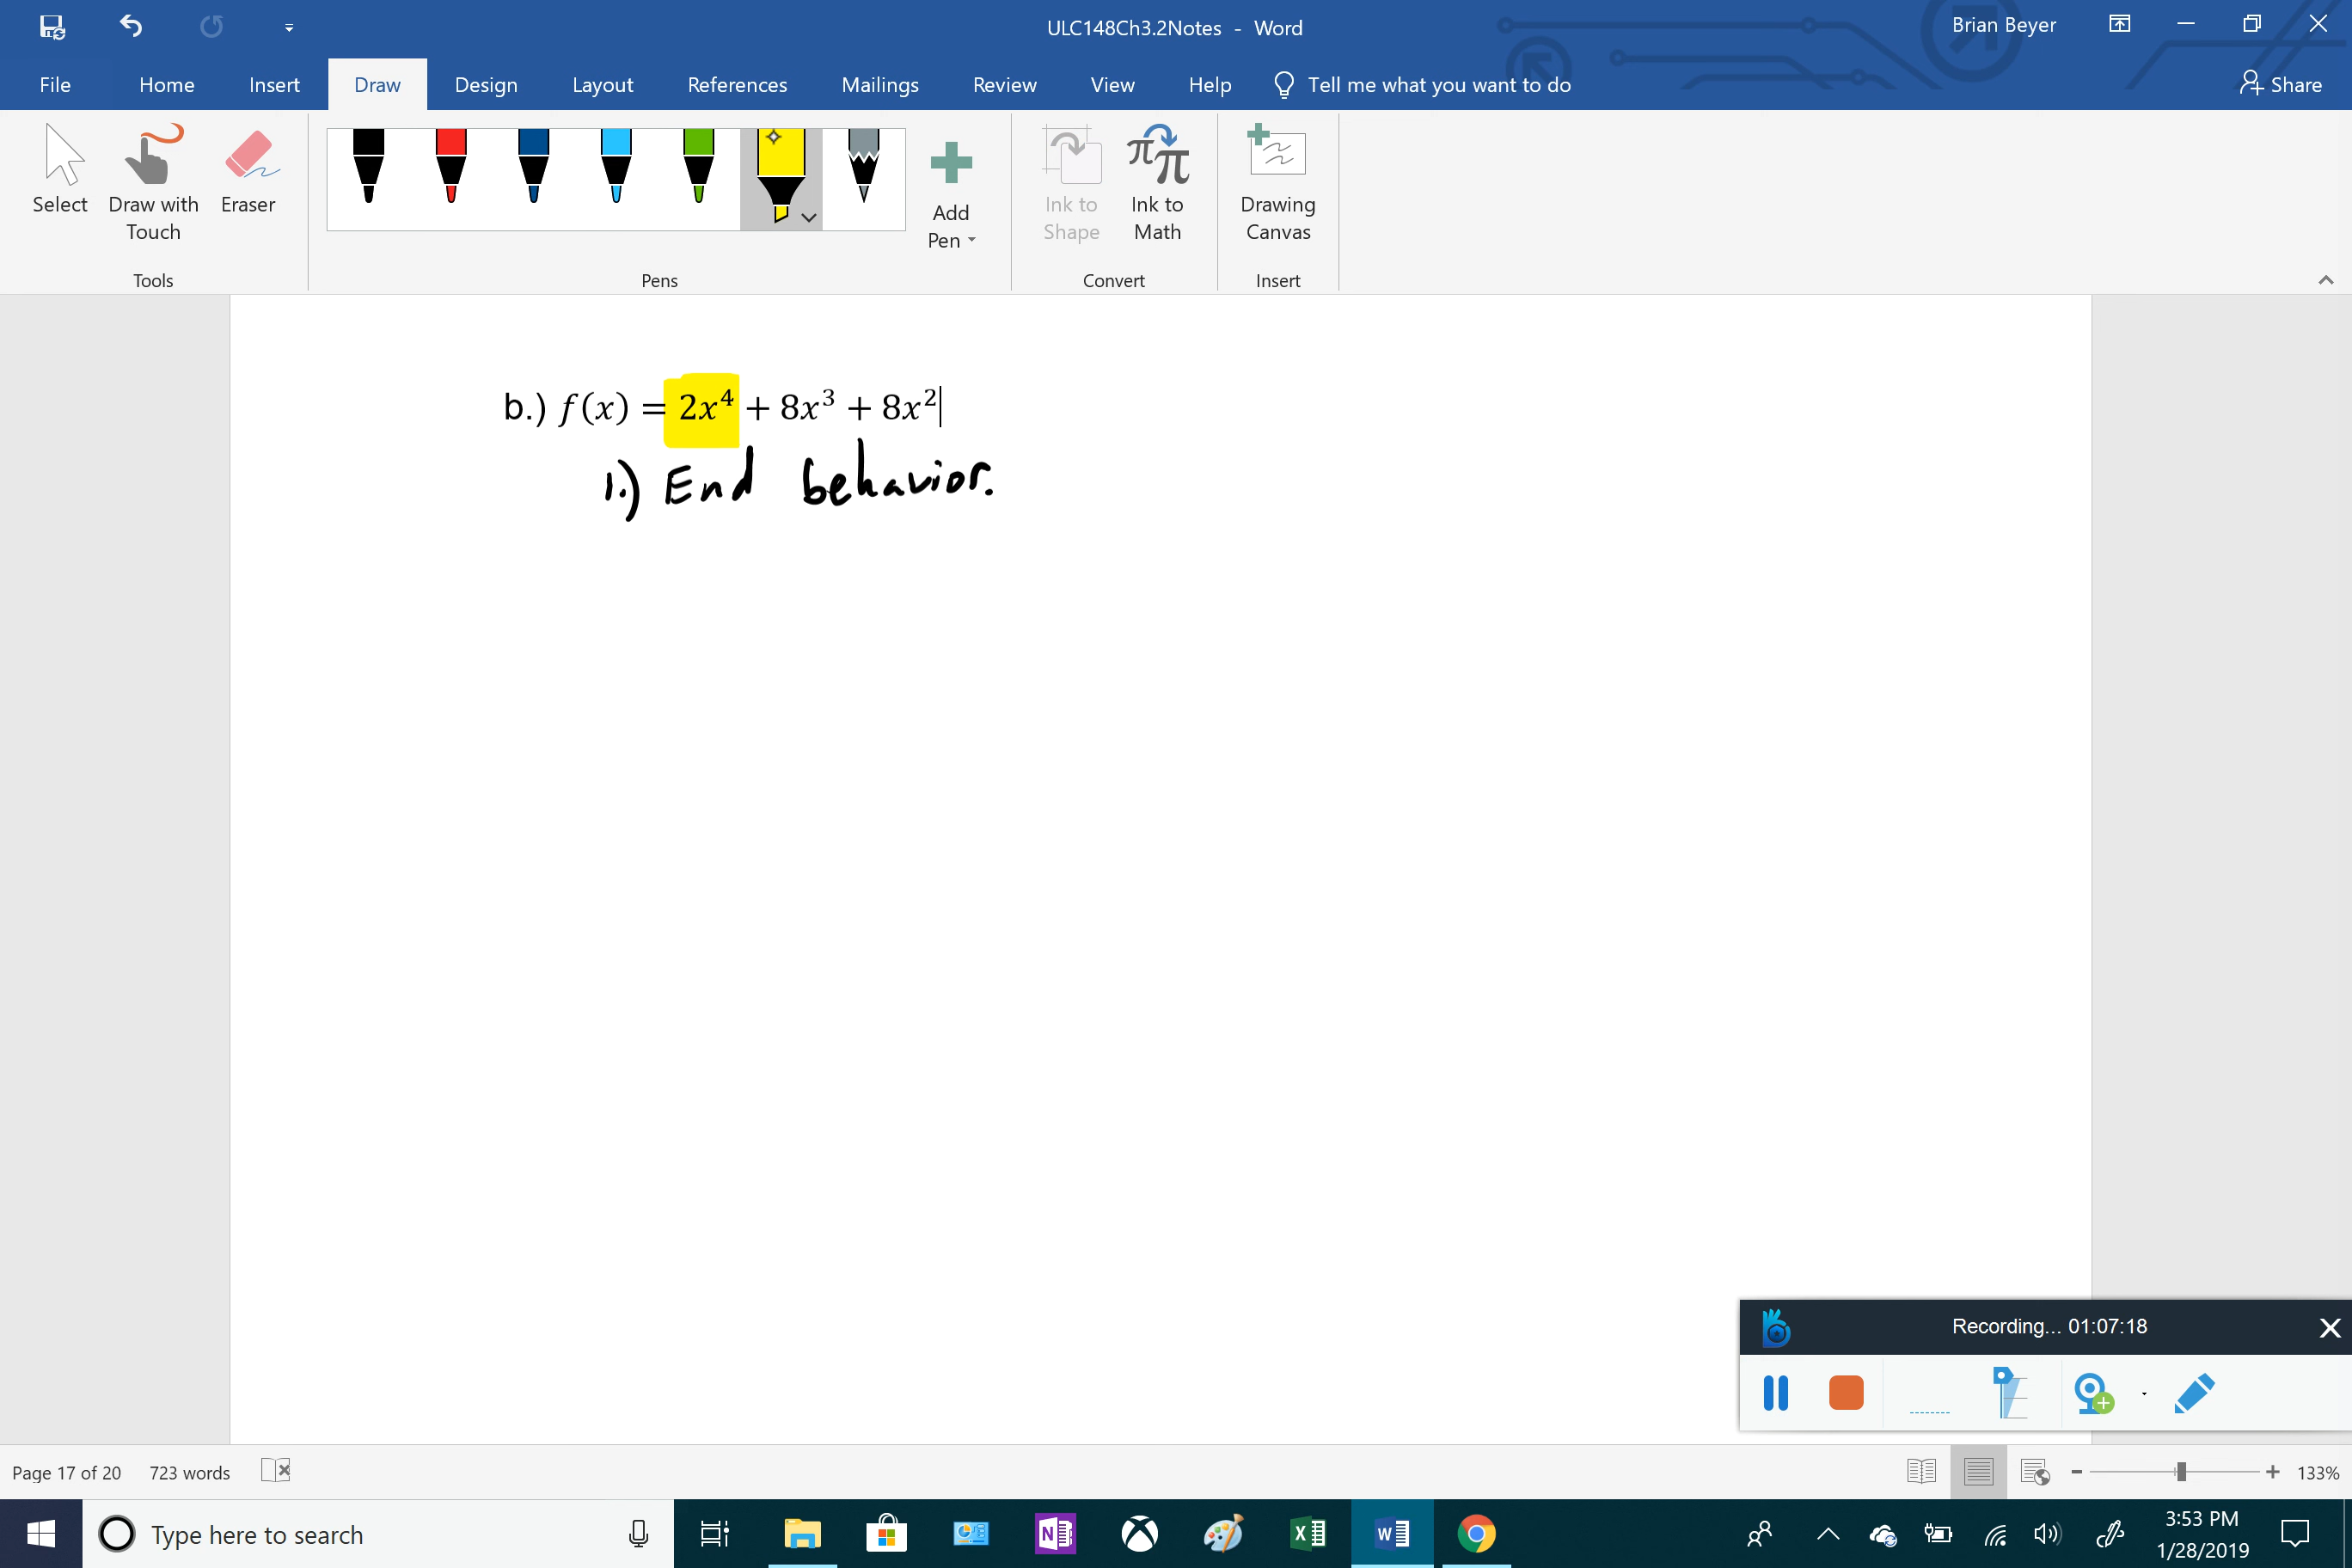 ULC148Ch3.2Notes - Word
Brian Beyer
File Home Insert Draw Design Layout References Mailings Review View Help Tell me what you want to do Share
Select Draw with Touch Eraser
Add Pen
Ink to Shape Ink to Math
Drawing Canvas
Tools Pens Convert Insert
b.) f(x) = 2x⁴ + 8x³ + 8x²
1.) End behavior.
Recording... 01:07:18
Page 17 of 20 723 words 133%
Type here to search
3:53 PM
1/28/2019